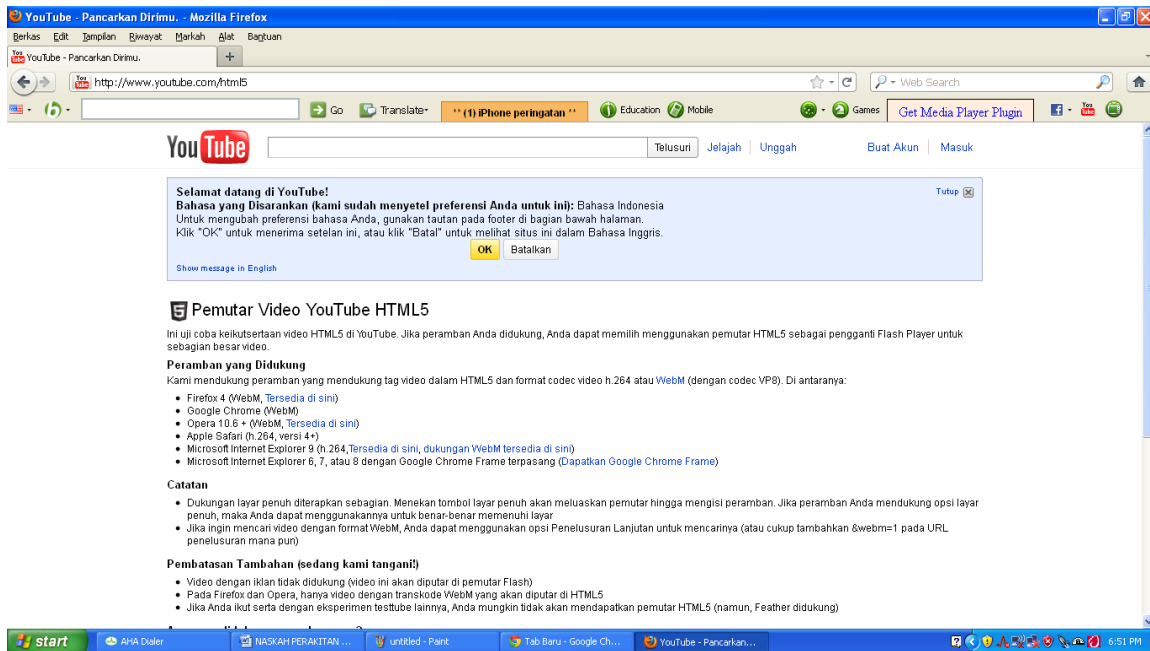 YouTube - Pancarkan Dirimu. - Mozilla Firefox
Berkas Edit Tampilan Riwayat Markah Alat Bantuan
YouTube - Pancarkan Dirimu. +
http://www.youtube.com/html5 Web Search
Go Translate ** (1) iPhone peringatan ** Education Mobile Games Get Media Player Plugin
YouTube Telusuri Jelajah Unggah Buat Akun Masuk
Selamat datang di YouTube! Tutup
Bahasa yang Disarankan (kami sudah menyetel preferensi Anda untuk ini): Bahasa Indonesia
Untuk mengubah preferensi bahasa Anda, gunakan tautan pada footer di bagian bawah halaman.
Klik "OK" untuk menerima setelan ini, atau klik "Batal" untuk melihat situs ini dalam Bahasa Inggris.
OK Batalkan
Show message in English
Pemutar Video YouTube HTML5
Ini uji coba keikutsertaan video HTML5 di YouTube. Jika peramban Anda didukung, Anda dapat memilih menggunakan pemutar HTML5 sebagai pengganti Flash Player untuk
sebagian besar video.
Peramban yang Didukung
Kami mendukung peramban yang mendukung tag video dalam HTML5 dan format codec video h.264 atau WebM (dengan codec VP8). Di antaranya:
• Firefox 4 (WebM, Tersedia di sini)
• Google Chrome (WebM)
• Opera 10.6 + (WebM, Tersedia di sini)
• Apple Safari (h.264, versi 4+)
• Microsoft Internet Explorer 9 (h.264,Tersedia di sini, dukungan WebM tersedia di sini)
• Microsoft Internet Explorer 6, 7, atau 8 dengan Google Chrome Frame terpasang (Dapatkan Google Chrome Frame)
Catatan
• Dukungan layar penuh diterapkan sebagian. Menekan tombol layar penuh akan meluaskan pemutar hingga mengisi peramban. Jika peramban Anda mendukung opsi layar
penuh, maka Anda dapat menggunakannya untuk benar-benar memenuhi layar
• Jika ingin mencari video dengan format WebM, Anda dapat menggunakan opsi Penelusuran Lanjutan untuk mencarinya (atau cukup tambahkan &webm=1 pada URL
penelusuran mana pun)
Pembatasan Tambahan (sedang kami tangani!)
• Video dengan iklan tidak didukung (video ini akan diputar di pemutar Flash)
• Pada Firefox dan Opera, hanya video dengan transkode WebM yang akan diputar di HTML5
• Jika Anda ikut serta dengan eksperimen testtube lainnya, Anda mungkin tidak akan mendapatkan pemutar HTML5 (namun, Feather didukung)
start AHA Dialer NASKAH PERAKITAN ... untitled - Paint Tab Baru - Google Ch... YouTube - Pancarkan... 6:51 PM